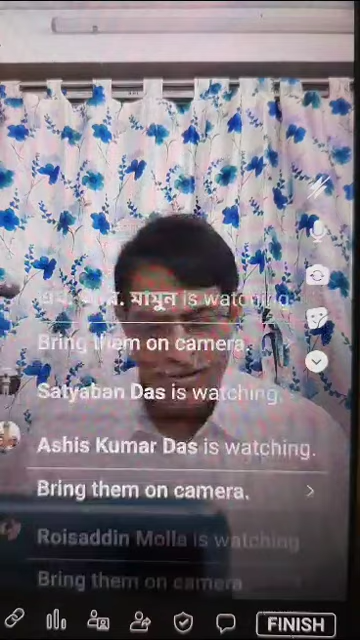 মামুন is watching.
Bring them on camera.
Satyaban Das is watching.
Ashis Kumar Das is watching.
Bring them on camera.
Roisaddin Molla is watching
Bring them on camera
FINISH